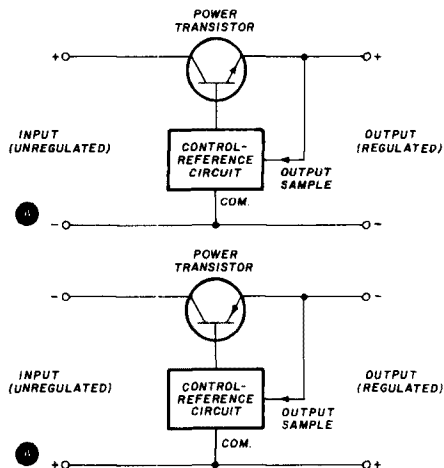 POWER
TRANSISTOR
+ +
INPUT
(UNREGULATED)
CONTROL-
REFERENCE
CIRCUIT
OUTPUT
SAMPLE
OUTPUT
(REGULATED)
COM.
- -
POWER
TRANSISTOR
- -
INPUT
(UNREGULATED)
CONTROL-
REFERENCE
CIRCUIT
OUTPUT
SAMPLE
OUTPUT
(REGULATED)
COM.
+ +